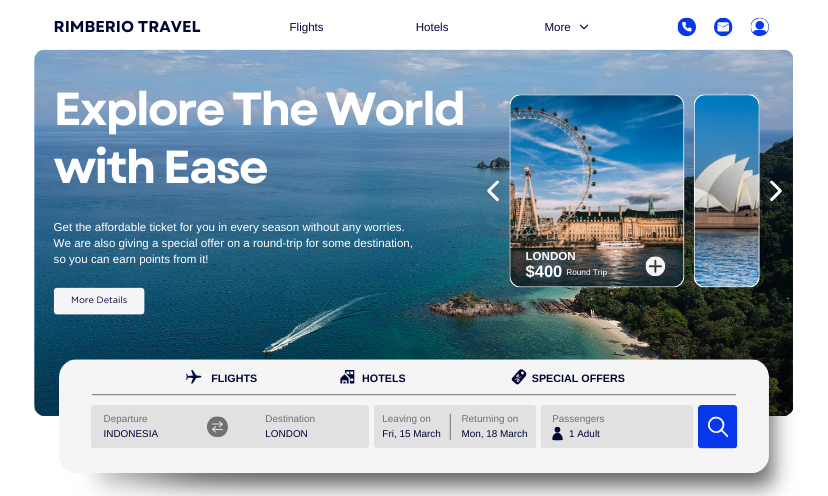 RIMBERIO TRAVEL
Flights
Hotels
More
Explore The World
with Ease
Get the affordable ticket for you in every season without any worries.
We are also giving a special offer on a round-trip for some destination,
so you can earn points from it!
More Details
LONDON
$400 Round Trip
FLIGHTS
HOTELS
SPECIAL OFFERS
Departure
INDONESIA
Destination
LONDON
Leaving on
Fri, 15 March
Returning on
Mon, 18 March
Passengers
1 Adult